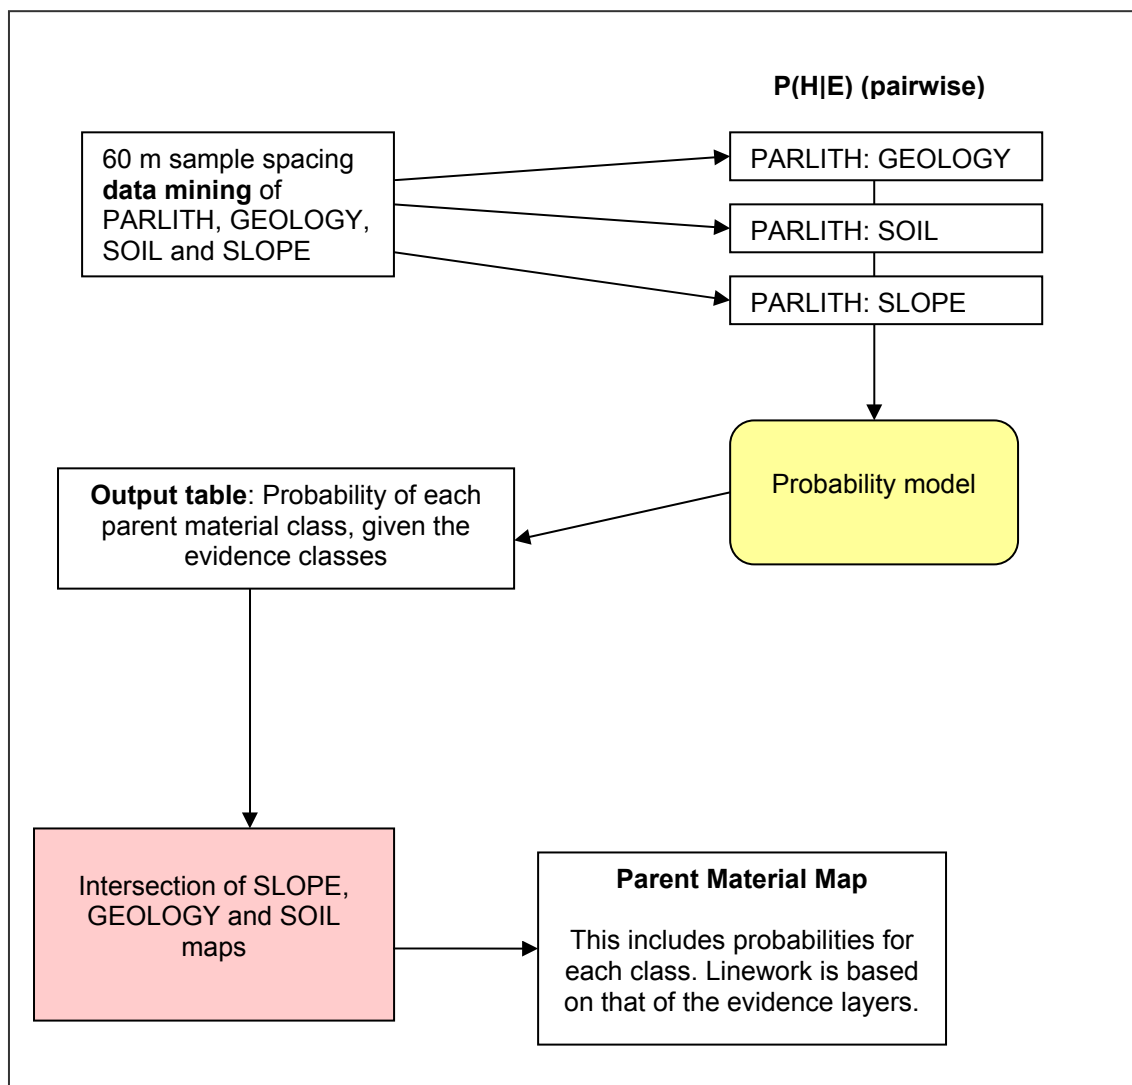 P(H|E) (pairwise)
60 m sample spacing
data mining of
PARLITH, GEOLOGY,
SOIL and SLOPE
PARLITH: GEOLOGY
PARLITH: SOIL
PARLITH: SLOPE
Probability model
Output table: Probability of each
parent material class, given the
evidence classes
Intersection of SLOPE,
GEOLOGY and SOIL
maps
Parent Material Map
This includes probabilities for
each class. Linework is based
on that of the evidence layers.